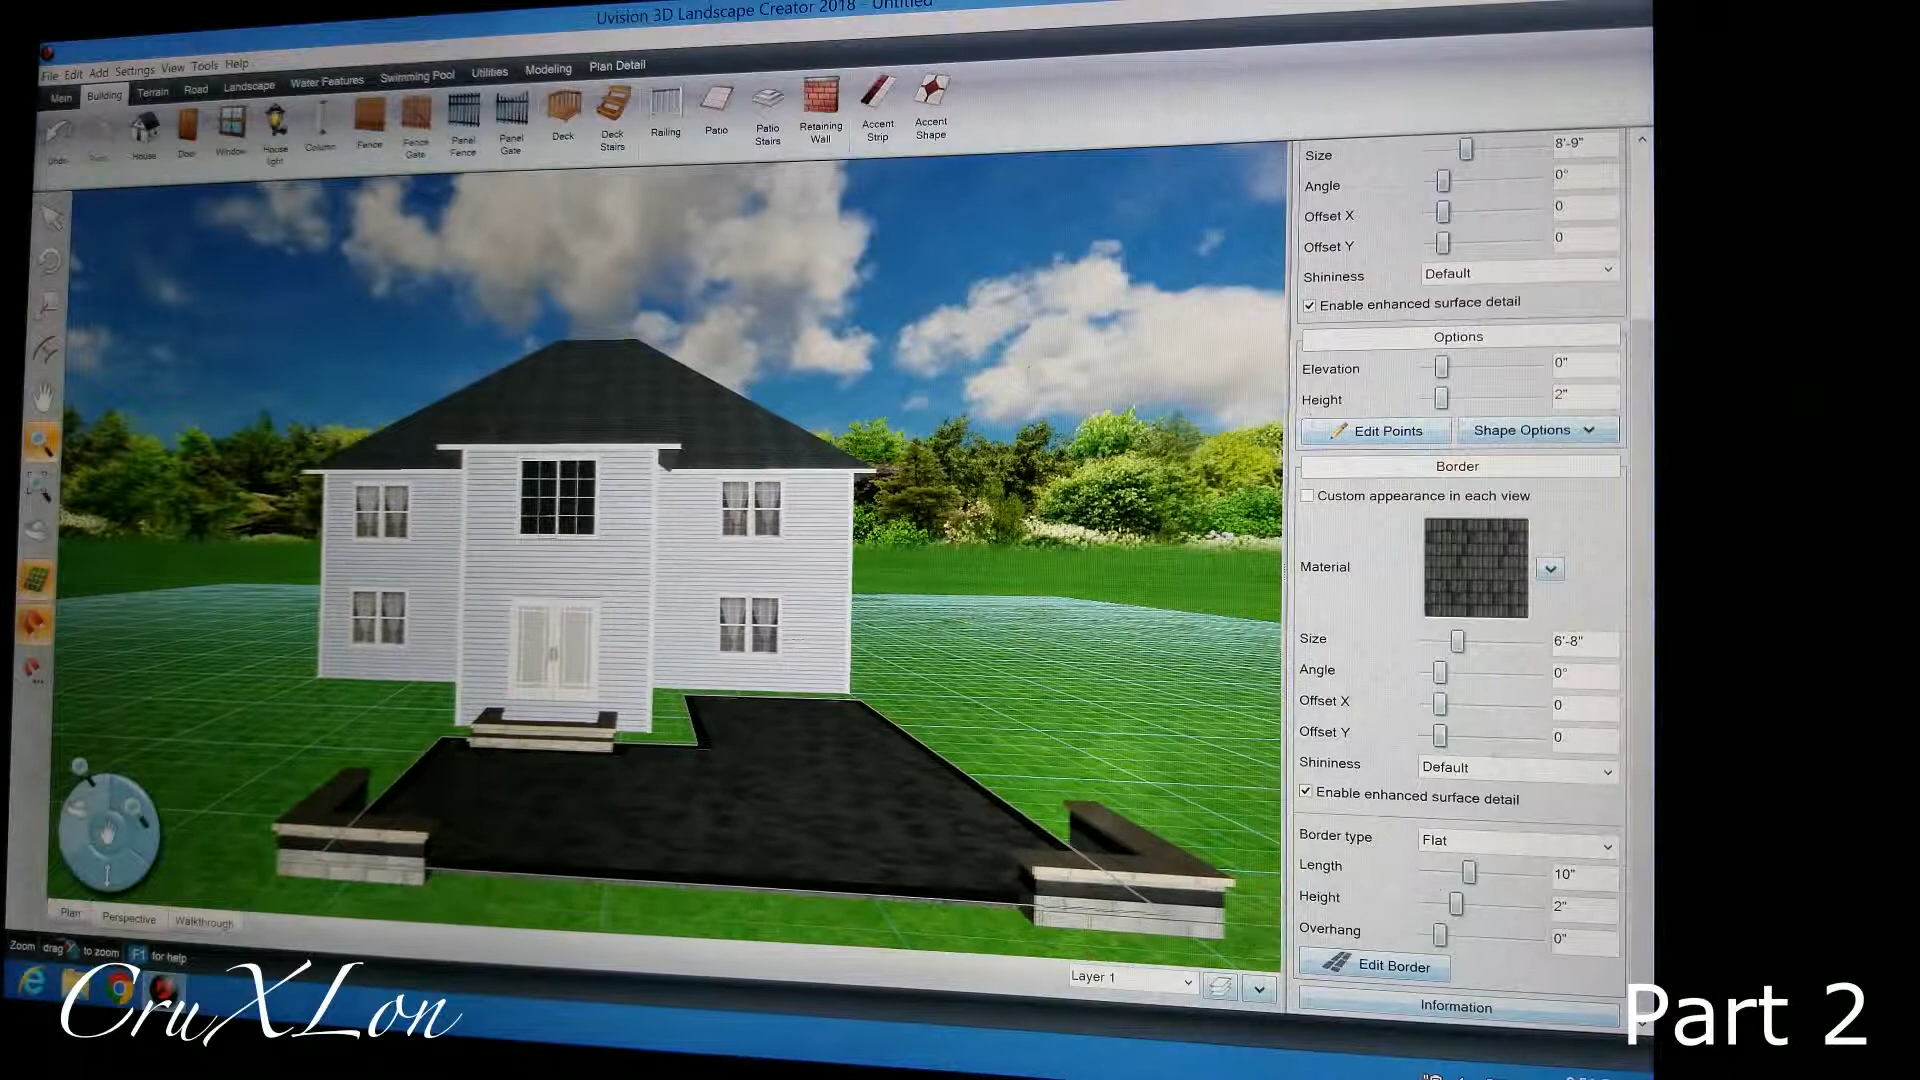 Uvision 3D Landscape Creator 2018 - Untitled
File Edit Add Settings View Tools Help
Main Building Terrain Road Landscape Water Features Swimming Pool Utilities Modeling Plan Detail
Undo House Door Window House light Column Fence Fence Gate Panel Fence Panel Gate Deck Deck Stairs Railing Patio Patio Stairs Retaining Wall Accent Strip Accent Shape
Size 8'-9"
Angle 0°
Offset X 0
Offset Y 0
Shininess Default
Enable enhanced surface detail
Options
Elevation 0"
Height 2"
Edit Points Shape Options
Border
Custom appearance in each view
Material
Size 6'-8"
Angle 0°
Offset X 0
Offset Y 0
Shininess Default
Enable enhanced surface detail
Border type Flat
Length 10"
Height 2"
Overhang 0"
Edit Border
Information
Plan Perspective Walkthrough
Zoom drag to zoom F1 for help
Layer 1
CruXLon
Part 2